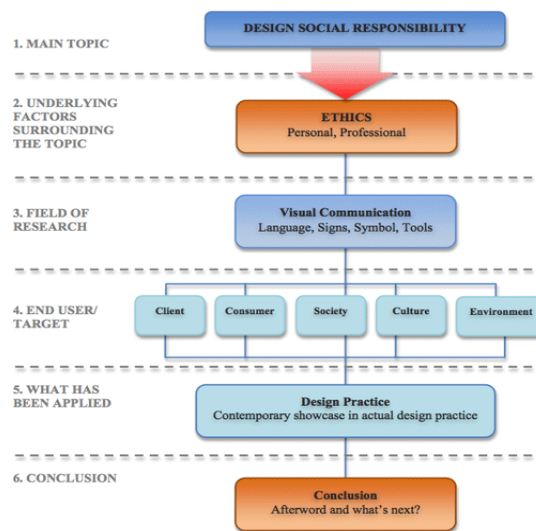 DESIGN SOCIAL RESPONSIBILITY
1. MAIN TOPIC
2. UNDERLYING
FACTORS
SURROUNDING
THE TOPIC
ETHICS
Personal, Professional
3. FIELD OF
RESEARCH
Visual Communication
Language, Signs, Symbol, Tools
4. END USER/
TARGET
Client
Consumer
Society
Culture
Environment
5. WHAT HAS
BEEN APPLIED
Design Practice
Contemporary showcase in actual design practice
6. CONCLUSION
Conclusion
Afterword and what's next?